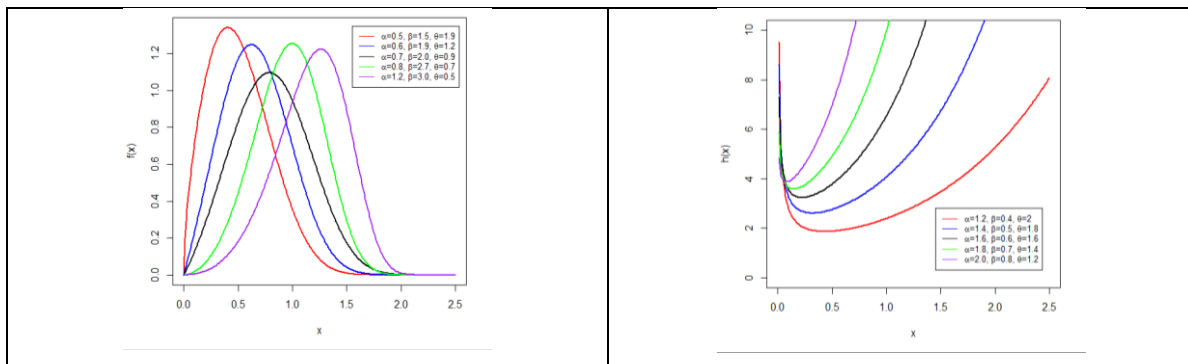 f(x)
1.2
1.0
0.8
0.6
0.4
0.2
0.0
α=0.5, β=1.5, θ=1.9
α=0.6, β=1.9, θ=1.2
α=0.7, β=2.0, θ=0.9
α=0.8, β=2.7, θ=0.7
α=1.2, β=3.0, θ=0.5
0.0 0.5 1.0 1.5 2.0 2.5
x
h(x)
10
8
6
4
2
0
α=1.2, β=0.4, θ=2
α=1.4, β=0.5, θ=1.8
α=1.6, β=0.6, θ=1.6
α=1.8, β=0.7, θ=1.4
α=2.0, β=0.8, θ=1.2
0.0 0.5 1.0 1.5 2.0 2.5
x